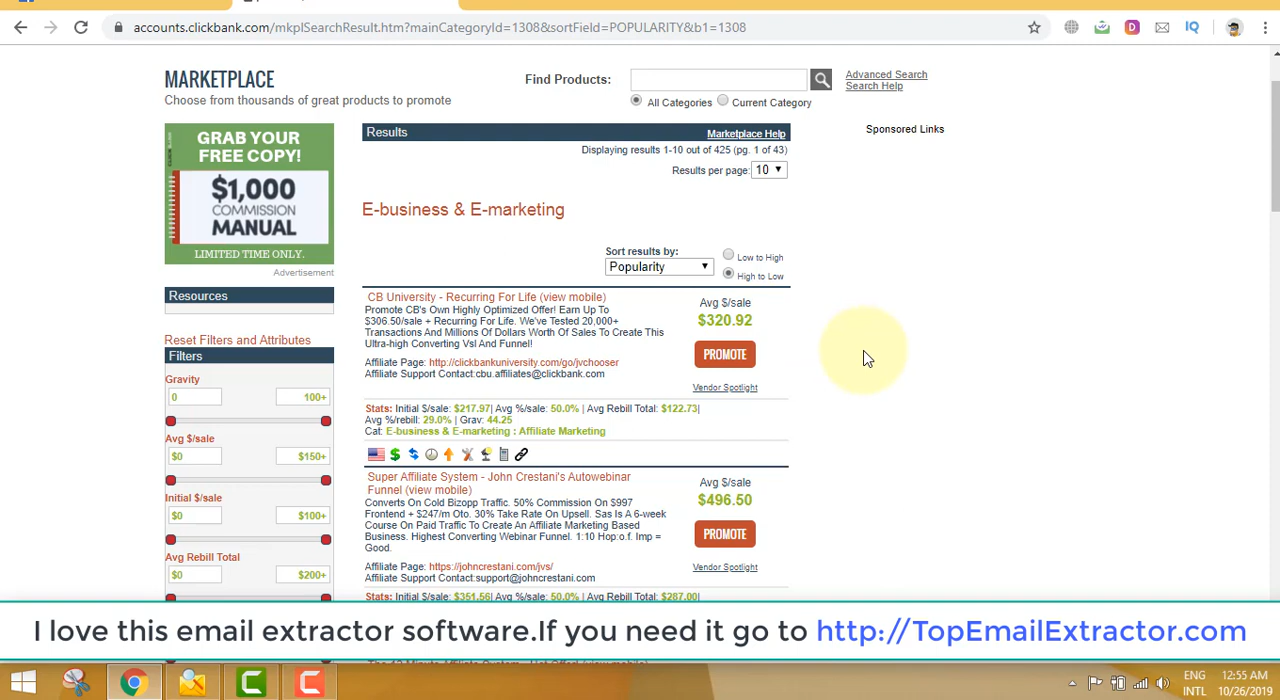 accounts.clickbank.com/mkplSearchResult.htm?mainCategoryId=1308&sortField=POPULARITY&b1=1308
MARKETPLACE
Choose from thousands of great products to promote
Find Products:
Advanced Search
Search Help
All Categories
Current Category
GRAB YOUR
FREE COPY!
$1,000
COMMISSION
MANUAL
LIMITED TIME ONLY.
Advertisement
Resources
Reset Filters and Attributes
Filters
Gravity
0 100+
Avg $/sale
$0 $150+
Initial $/sale
$0 $100+
Avg Rebill Total
$0 $200+
Results
Marketplace Help
Displaying results 1-10 out of 425 (pg. 1 of 43)
Results per page: 10
E-business & E-marketing
Sort results by:
Popularity
Low to High
High to Low
CB University - Recurring For Life (view mobile)
Promote CB's Own Highly Optimized Offer! Earn Up To
$306.50/sale + Recurring For Life. We've Tested 20,000+
Transactions And Millions Of Dollars Worth Of Sales To Create This
Ultra-high Converting Vsl And Funnel!
Affiliate Page: http://clickbankuniversity.com/go/jvchooser
Affiliate Support Contact:cbu.affiliates@clickbank.com
Avg $/sale
$320.92
PROMOTE
Vendor Spotlight
Stats: Initial $/sale: $217.97| Avg %/sale: 50.0% | Avg Rebill Total: $122.73|
Avg %/rebill: 29.0% | Grav: 44.25
Cat: E-business & E-marketing : Affiliate Marketing
Super Affiliate System - John Crestani's Autowebinar
Funnel (view mobile)
Converts On Cold Bizopp Traffic. 50% Commission On $997
Frontend + $247/m Oto. 30% Take Rate On Upsell. Sas Is A 6-week
Course On Paid Traffic To Create An Affiliate Marketing Based
Business. Highest Converting Webinar Funnel. 1:10 Hop:o.f. Imp =
Good.
Affiliate Page: https://johncrestani.com/jvs/
Affiliate Support Contact:support@johncrestani.com
Avg $/sale
$496.50
PROMOTE
Vendor Spotlight
Stats: Initial $/sale: $351.56| Avg %/sale: 50.0% | Avg Rebill Total: $287.00|
Sponsored Links
I love this email extractor software.If you need it go to http://TopEmailExtractor.com
ENG
INTL
12:55 AM
10/26/2019